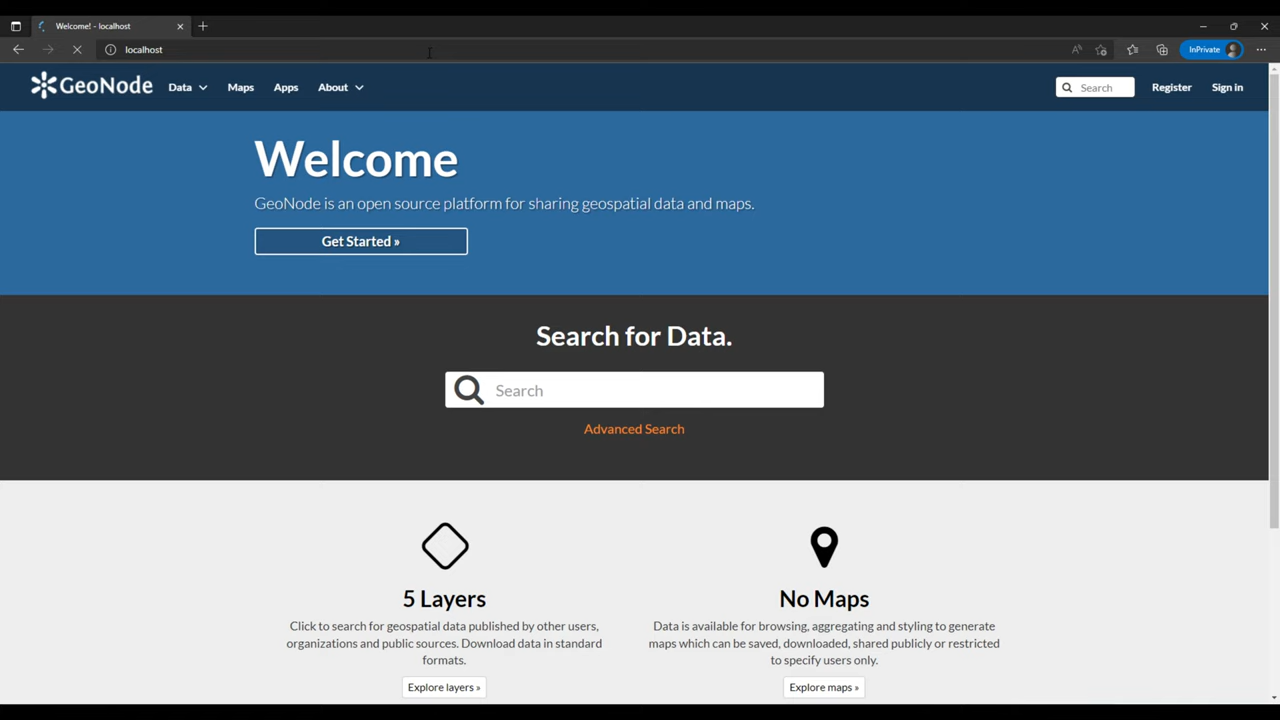 Welcome! - localhost
localhost
InPrivate
GeoNode Data Maps Apps About Search Register Sign in
Welcome
GeoNode is an open source platform for sharing geospatial data and maps.
Get Started »
Search for Data.
Search
Advanced Search
5 Layers
Click to search for geospatial data published by other users,
organizations and public sources. Download data in standard
formats.
Explore layers »
No Maps
Data is available for browsing, aggregating and styling to generate
maps which can be saved, downloaded, shared publicly or restricted
to specify users only.
Explore maps »